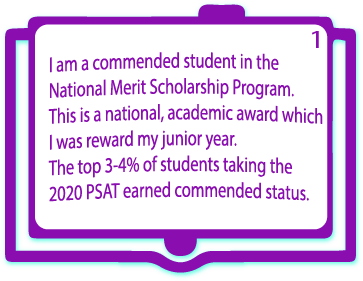 1
I am a commended student in the
National Merit Scholarship Program.
This is a national, academic award which
I was reward my junior year.
The top 3-4% of students taking the
2020 PSAT earned commended status.